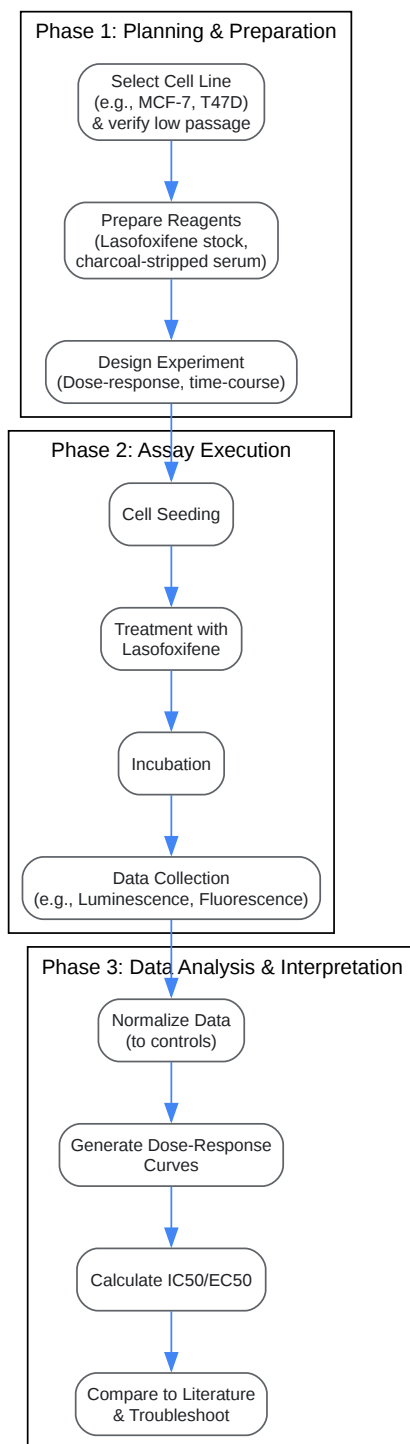 Phase 1: Planning & Preparation
Select Cell Line
(e.g., MCF-7, T47D)
& verify low passage
Prepare Reagents
(Lasofoxifene stock,
charcoal-stripped serum)
Design Experiment
(Dose-response, time-course)
Phase 2: Assay Execution
Cell Seeding
Treatment with
Lasofoxifene
Incubation
Data Collection
(e.g., Luminescence, Fluorescence)
Phase 3: Data Analysis & Interpretation
Normalize Data
(to controls)
Generate Dose-Response
Curves
Calculate IC50/EC50
Compare to Literature
& Troubleshoot